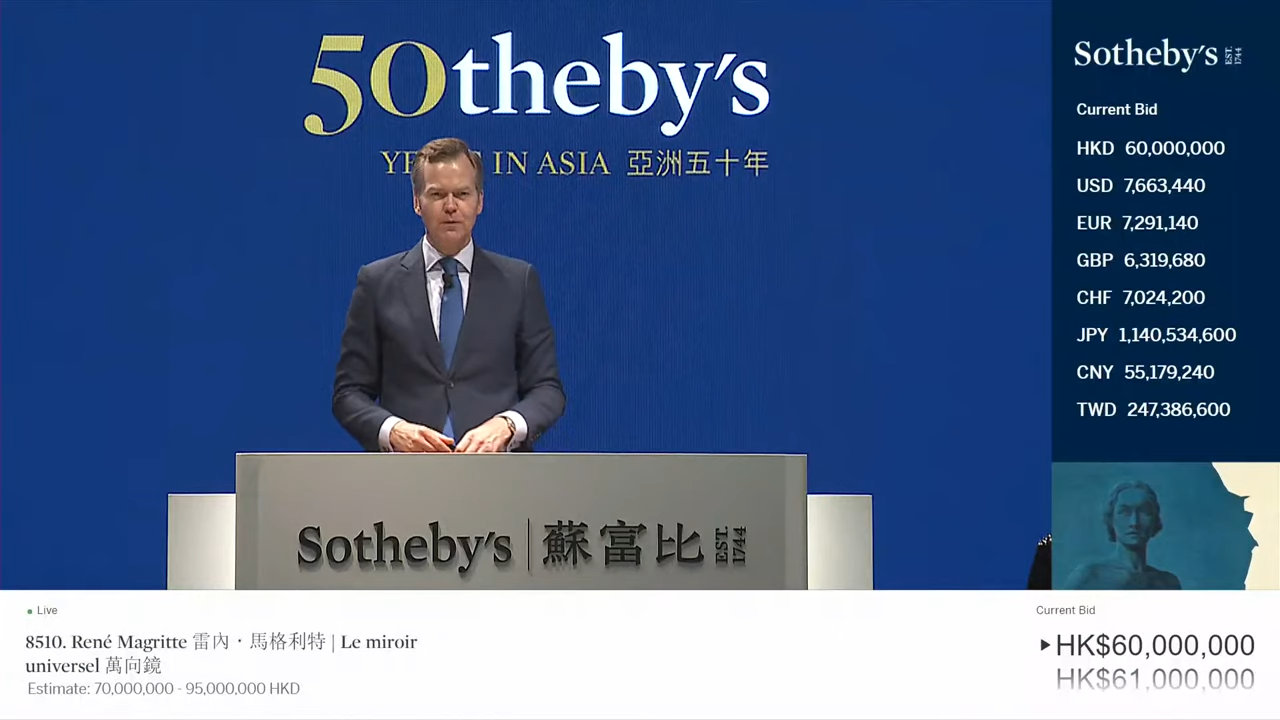 50theby's
YE IN ASIA 亞洲五十年
Sotheby's | 蘇富比 EST. 1744
Sotheby's EST. 1744
Current Bid
HKD 60,000,000
USD 7,663,440
EUR 7,291,140
GBP 6,319,680
CHF 7,024,200
JPY 1,140,534,600
CNY 55,179,240
TWD 247,386,600
Live
8510. René Magritte 雷內・馬格利特 | Le miroir
universel 萬向鏡
Estimate: 70,000,000 - 95,000,000 HKD
Current Bid
HK$60,000,000
HK$61,000,000